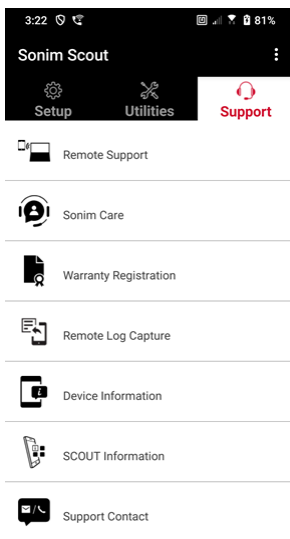 3:22 81%
Sonim Scout
Setup Utilities Support
Remote Support
Sonim Care
Warranty Registration
Remote Log Capture
Device Information
SCOUT Information
Support Contact